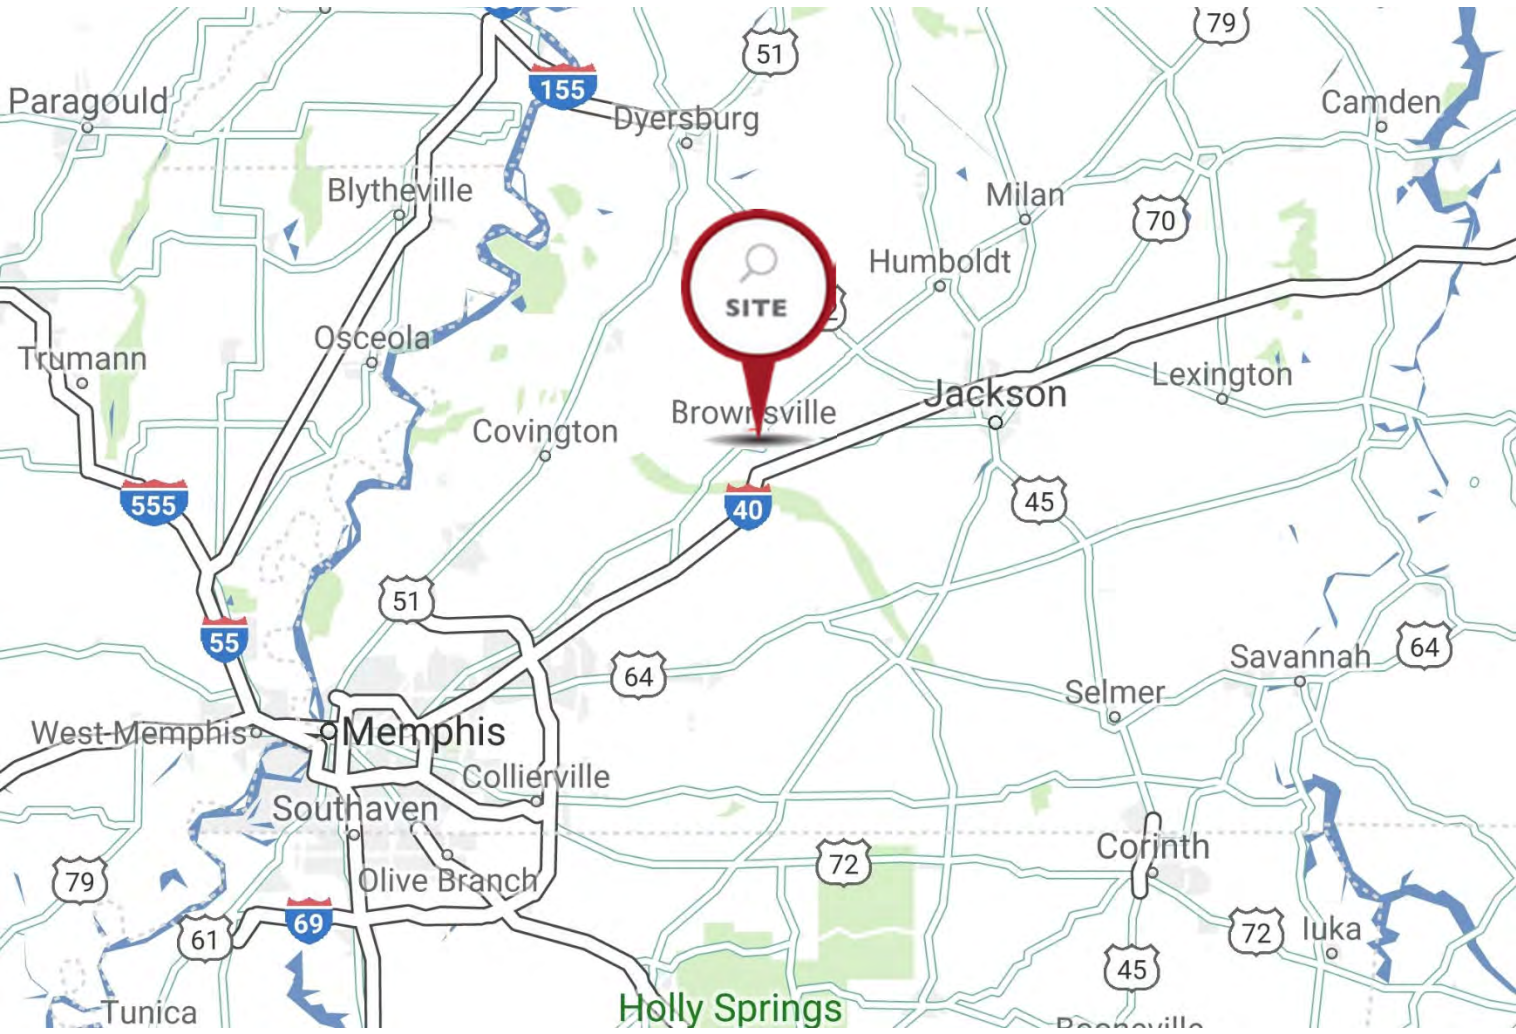 79
51
155
Paragould
Camden
Dyersburg
Blytheville
Milan
70
Humboldt
SITE
Osceola
Trumann
Lexington
Jackson
Brownsville
Covington
555
40
45
51
55
64
64
Savannah
Selmer
West Memphis
Memphis
Collierville
Southaven
Corinth
72
79
Olive Branch
69
61
72
Iuka
45
Holly Springs
Tunica